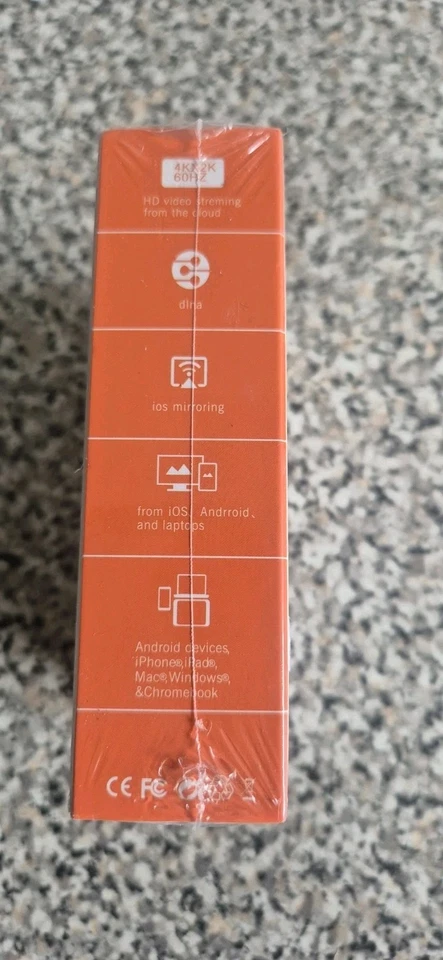 4K×2K
60HZ
HD video streming
from the cloud
dlna
ios mirroring
from iOS, Andrroid、
and laptops
Android devices,
iPhone®,iPad®,
Mac®,Windows®,
&Chromebook
CE FC